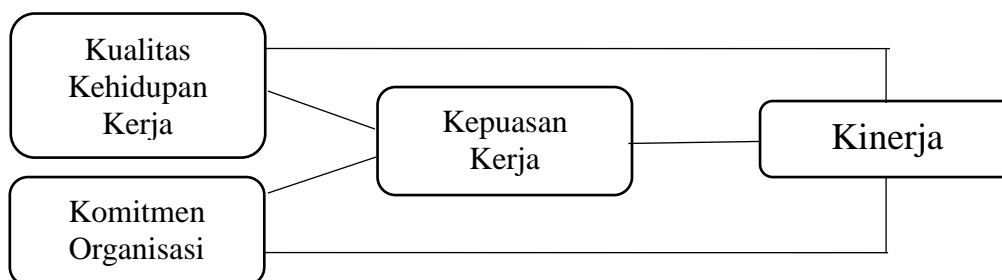 Kualitas
Kehidupan
Kerja
Kepuasan
Kerja
Kinerja
Komitmen
Organisasi